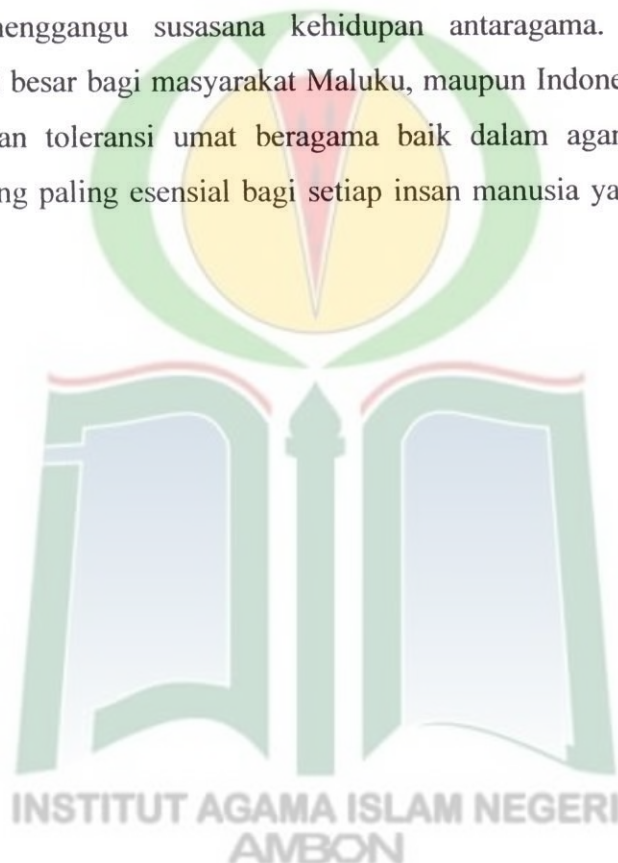 menggangu susasana kehidupan antaragama.
besar bagi masyarakat Maluku, maupun Indone
an toleransi umat beragama baik dalam agar
ng paling esensial bagi setiap insan manusia ya
INSTITUT AGAMA ISLAM NEGERI
AMBON